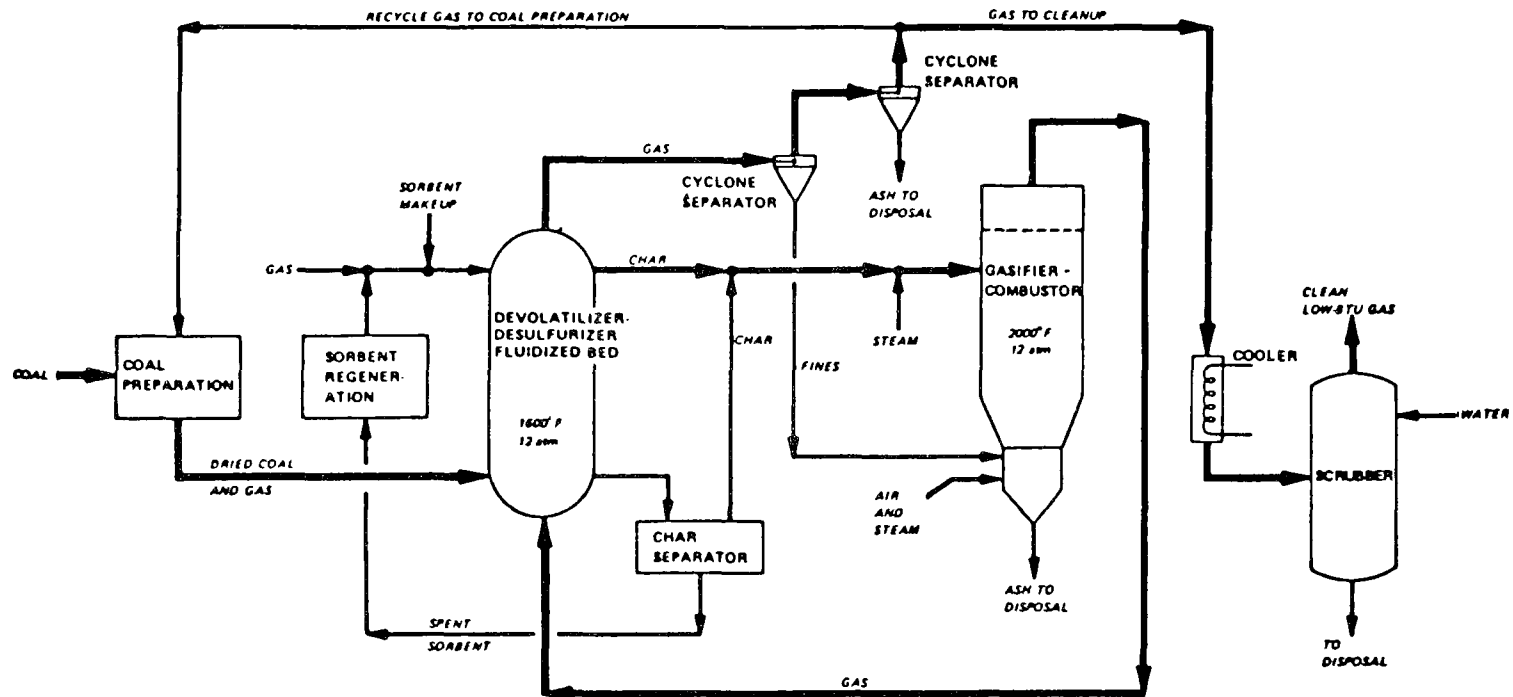 RECYCLE GAS TO COAL PREPARATION
GAS TO CLEANUP
CYCLONE
SEPARATOR
GAS
CYCLONE
SEPARATOR
ASH TO
DISPOSAL
SORBENT
MAKEUP
GAS
CHAR
GASIFIER-
COMBUSTOR
2000° F
12 atm
CLEAN
LOW-BTU GAS
DEVOLATILIZER-
DESULFURIZER
FLUIDIZED BED
1600° F
12 atm
CHAR
STEAM
FINES
COOLER
COAL
COAL
PREPARATION
SORBENT
REGENER-
ATION
WATER
DRIED COAL
AND GAS
SCRUBBER
AIR
AND
STEAM
CHAR
SEPARATOR
ASH TO
DISPOSAL
SPENT
SORBENT
TO
DISPOSAL
GAS